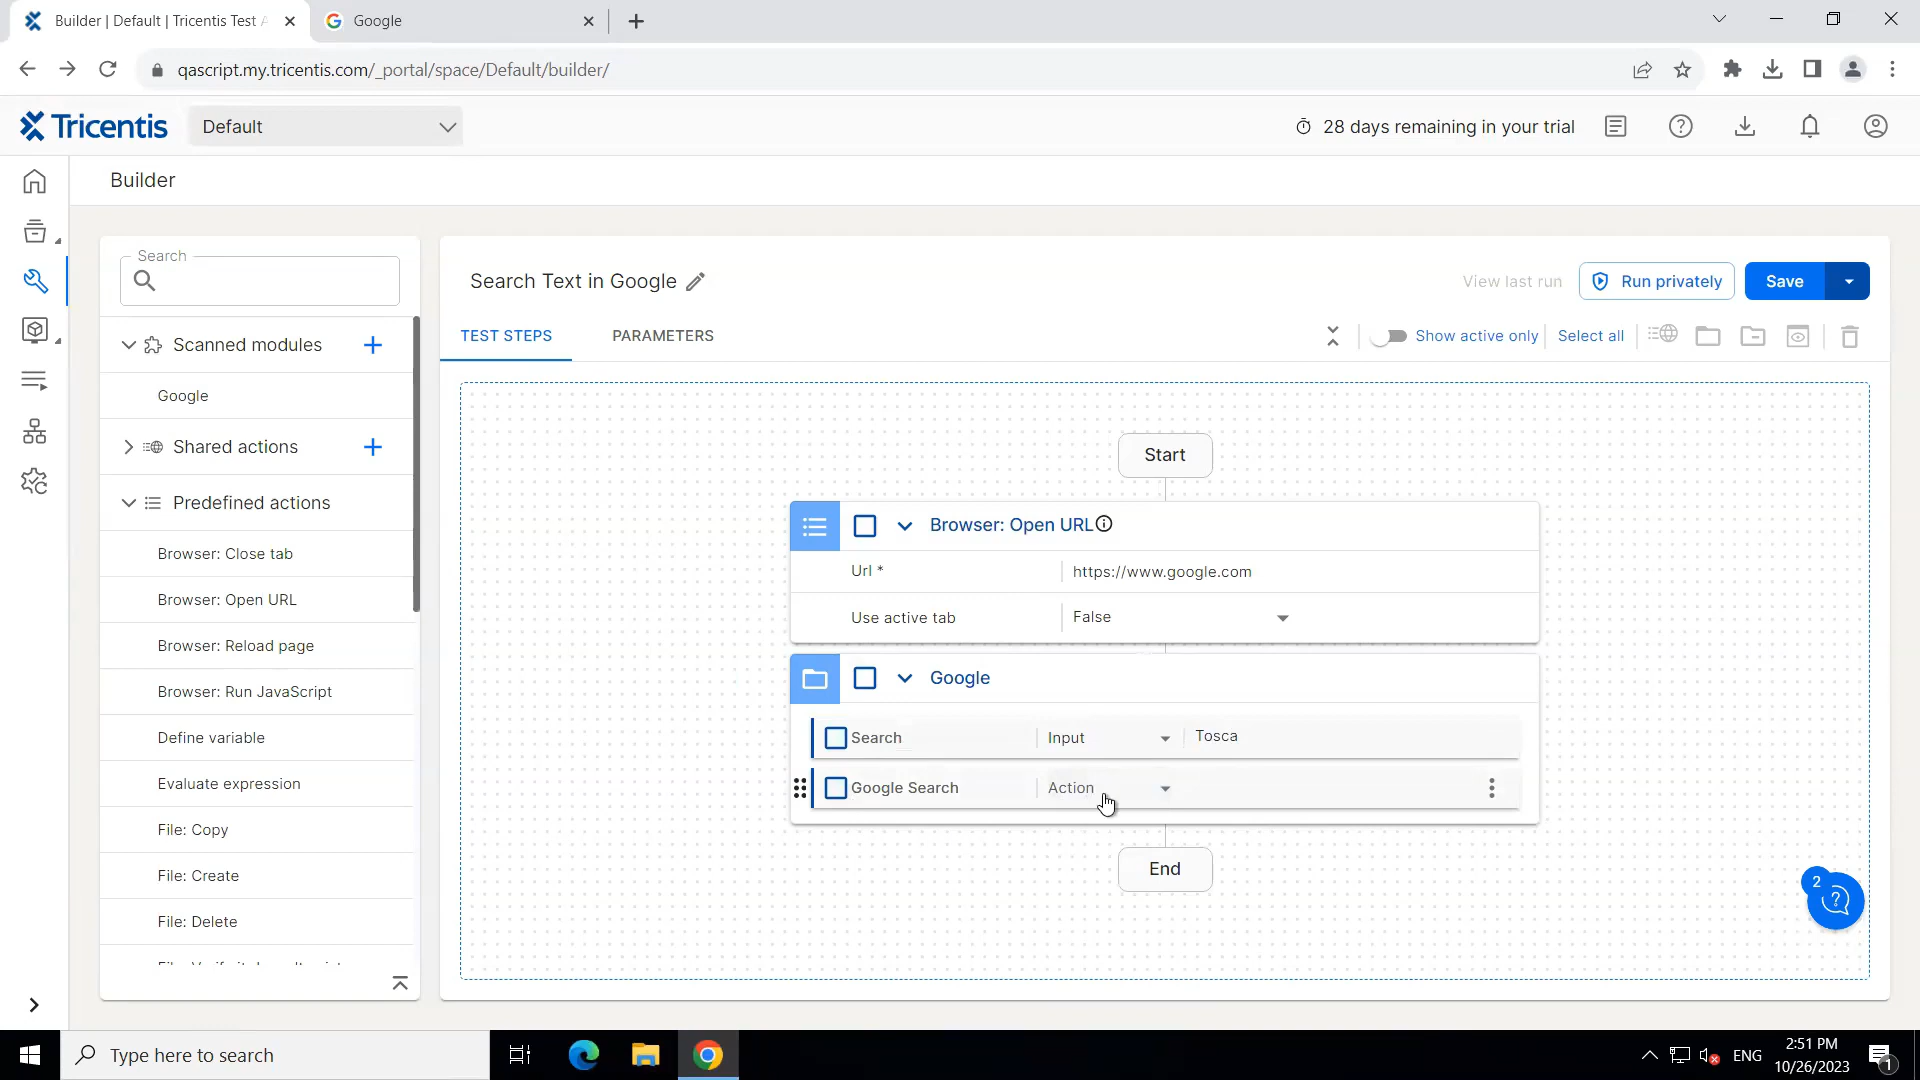 Builder | Default | Tricentis Test A
Google
qascript.my.tricentis.com/_portal/space/Default/builder/
Tricentis
Default
28 days remaining in your trial
Builder
Search
Scanned modules
Google
Shared actions
Predefined actions
Browser: Close tab
Browser: Open URL
Browser: Reload page
Browser: Run JavaScript
Define variable
Evaluate expression
File: Copy
File: Create
File: Delete
Search Text in Google
View last run
Run privately
Save
TEST STEPS
PARAMETERS
Show active only
Select all
Start
Browser: Open URL
Url *
https://www.google.com
Use active tab
False
Google
Search
Input
Tosca
Google Search
Action
End
2
Type here to search
ENG
2:51 PM
10/26/2023
1